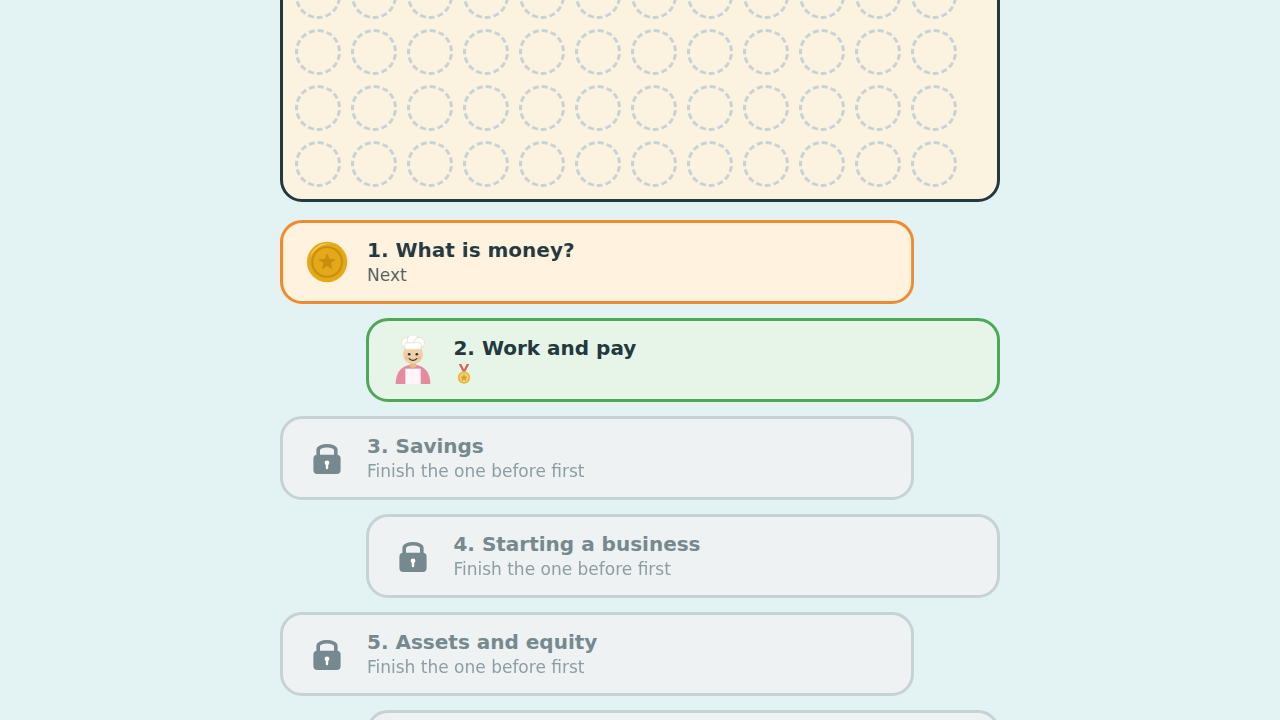 1. What is money?
Next
2. Work and pay
3. Savings
Finish the one before first
4. Starting a business
Finish the one before first
5. Assets and equity
Finish the one before first